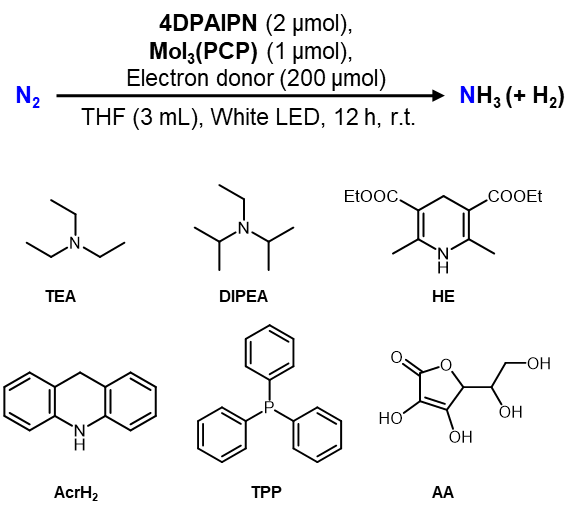 4DPAIPN (2 μmol),
MoI₃(PCP) (1 μmol),
Electron donor (200 μmol)
N₂
NH₃ (+ H₂)
THF (3 mL), White LED, 12 h, r.t.
N
TEA
N
DIPEA
EtOOC
COOEt
N
H
HE
N
H
AcrH₂
P
TPP
O
O
OH
HO
OH
OH
AA